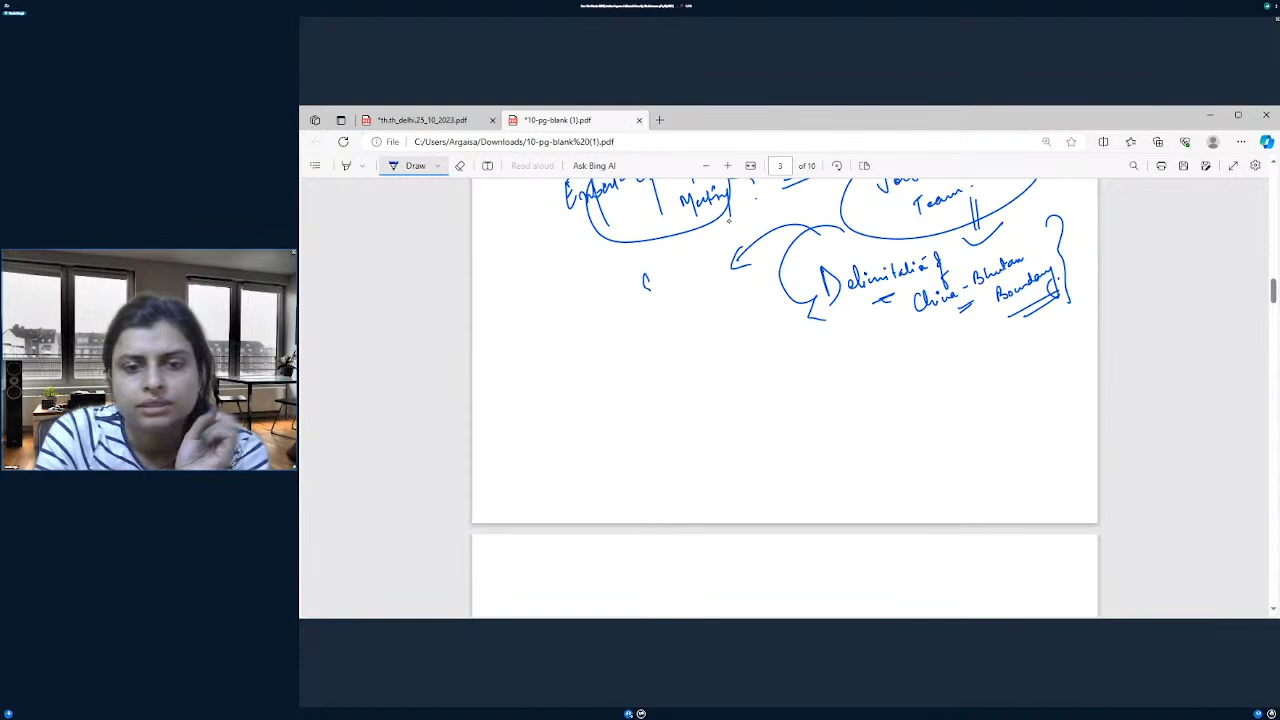 *th.th_delhi.25_10_2023.pdf
*10-pg-blank (1).pdf
File
C:/Users/Argaisa/Downloads/10-pg-blank%20(1).pdf
Draw
Read aloud
Ask Bing AI
3
of 10
Expert
Meeting
Team.
Delimitation of
China - Bhutan
Boundary.